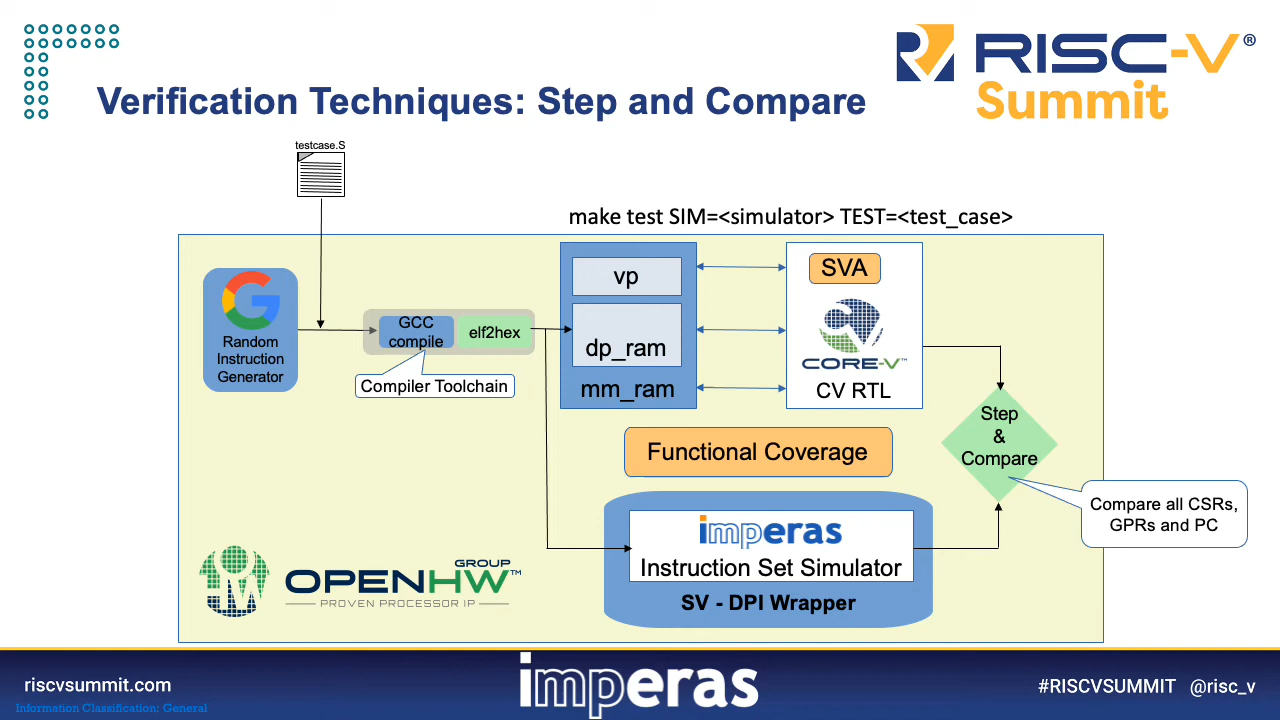 RISC-V®
Summit
Verification Techniques: Step and Compare
testcase.S
make test SIM=<simulator> TEST=<test_case>
Random
Instruction
Generator
GCC
compile
elf2hex
Compiler Toolchain
vp
dp_ram
mm_ram
SVA
CORE-V™
CV RTL
Step
&
Compare
Functional Coverage
Compare all CSRs,
GPRs and PC
imperas
Instruction Set Simulator
SV - DPI Wrapper
OPENHW GROUP™
PROVEN PROCESSOR IP
riscvsummit.com
imperas
#RISCVSUMMIT @risc_v
Information Classification: General